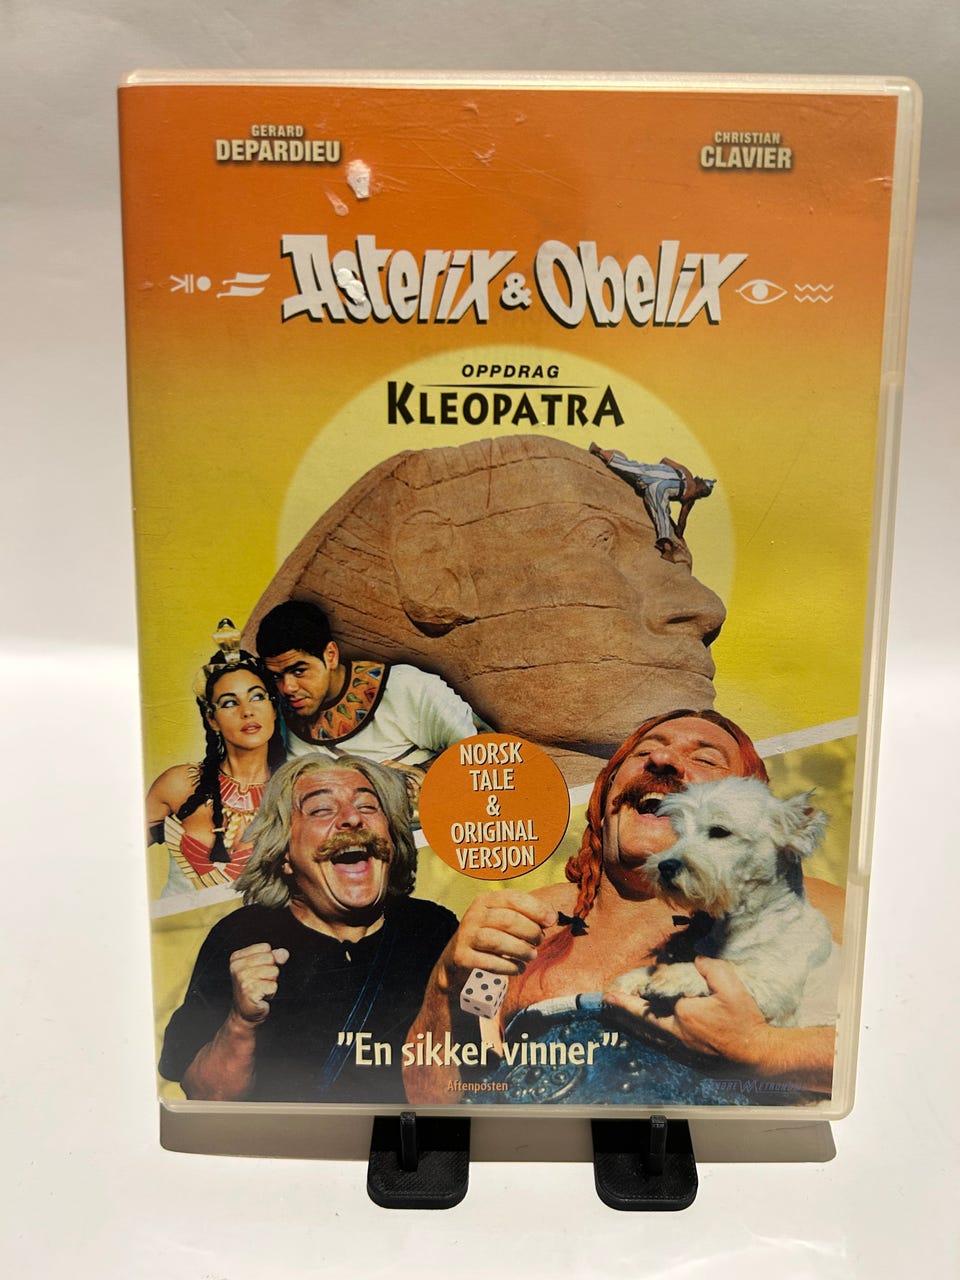 GERARD
DEPARDIEU
CHRISTIAN
CLAVIER
Asterix & Obelix
OPPDRAG
KLEOPATRA
NORSK
TALE
&
ORIGINAL
VERSJON
"En sikker vinner"
Aftenposten